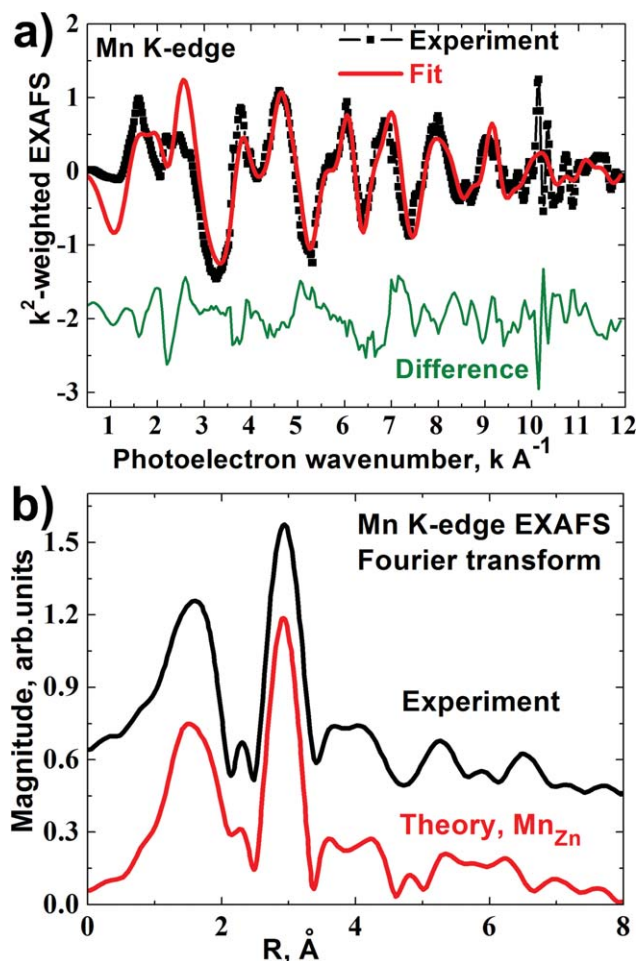 a)
Mn K-edge
Experiment
Fit
k²-weighted EXAFS
2
1
0
-1
-2
-3
Difference
1 2 3 4 5 6 7 8 9 10 11 12
Photoelectron wavenumber, k A⁻¹
b)
Mn K-edge EXAFS
Fourier transform
Magnitude, arb.units
1.5
1.2
0.9
0.6
0.3
0.0
Experiment
Theory, Mn_Zn
0 2 4 6 8
R, Å